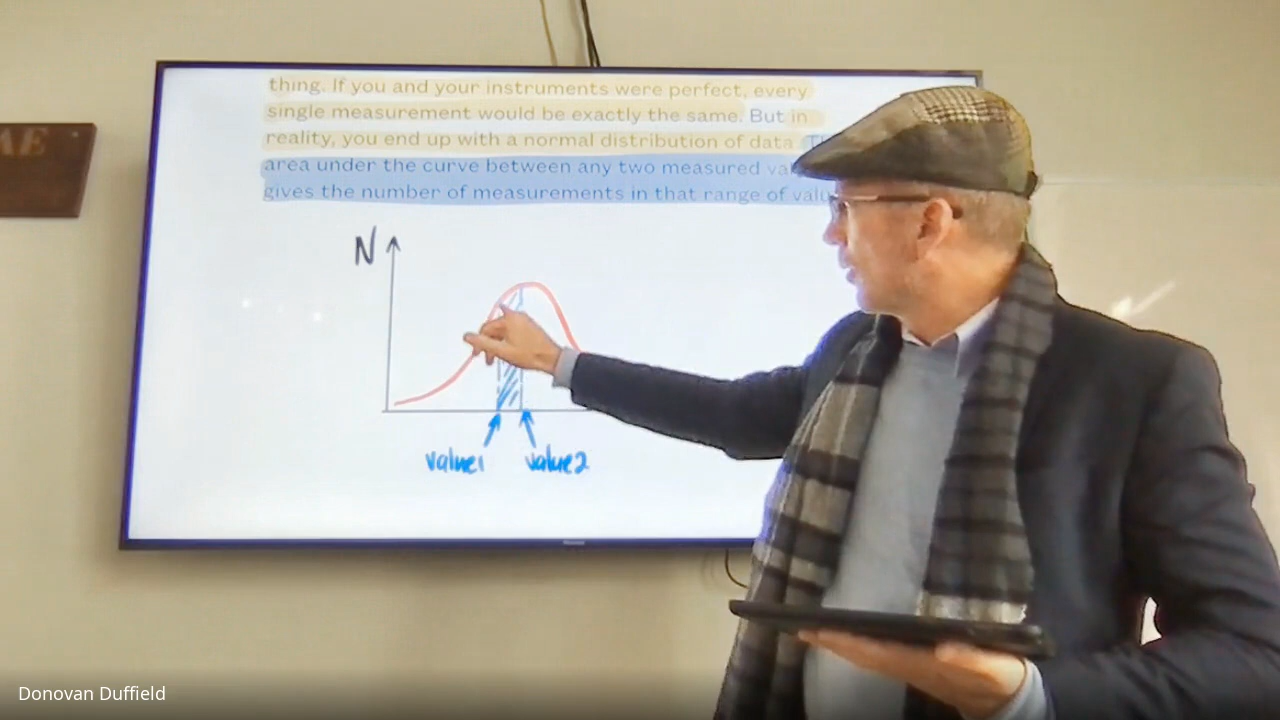 thing. If you and your instruments were perfect, every
single measurement would be exactly the same. But in
reality, you end up with a normal distribution of data
area under the curve between any two measured
gives the number of measurements in that range of
AE
N
value1 value2
Donovan Duffield